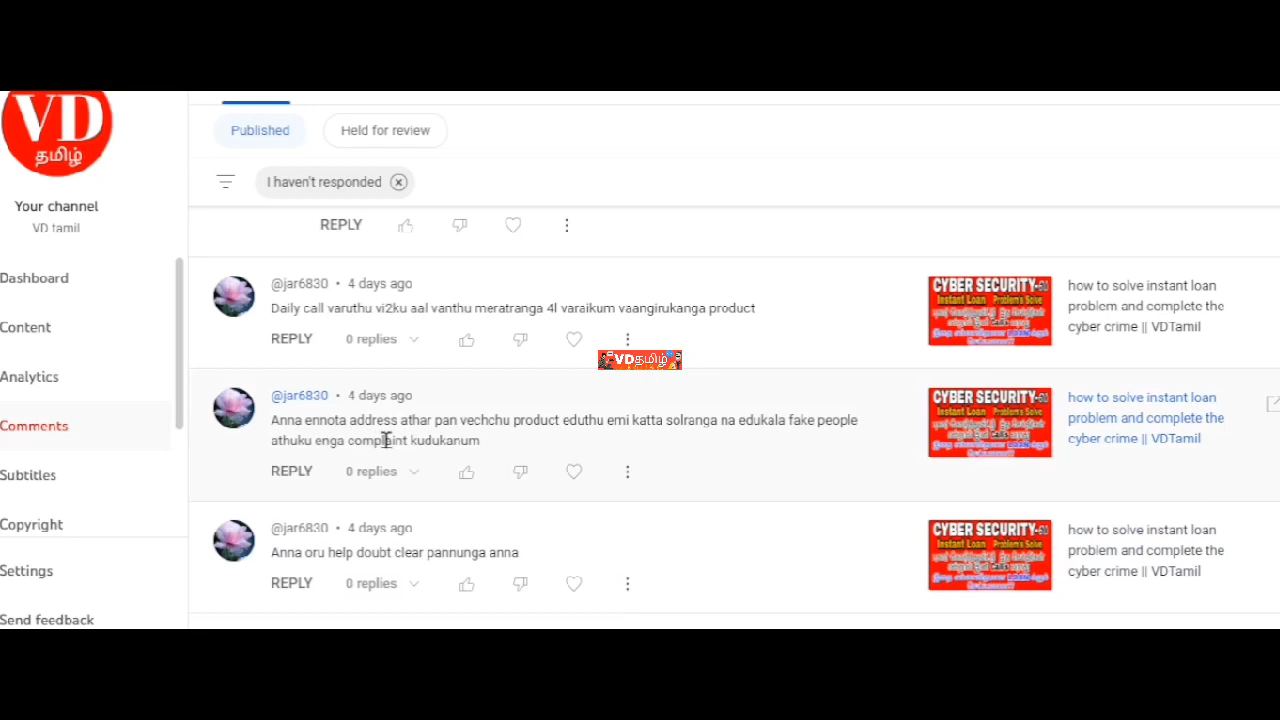 VD
தமிழ்
Published
Held for review
I haven't responded
Your channel
VD tamil
REPLY
Dashboard
@jar6830 • 4 days ago
Daily call varuthu vi2ku aal vanthu meratranga 4l varaikum vaangirukanga product
REPLY 0 replies
CYBER SECURITY
Instant Loan Problems Solve
how to solve instant loan
problem and complete the
cyber crime || VDTamil
Content
VDதமிழ்
Analytics
@jar6830 • 4 days ago
Anna ennota address athar pan vechchu product eduthu emi katta solranga na edukala fake people
athuku enga complaint kudukanum
REPLY 0 replies
CYBER SECURITY
Instant Loan Problems Solve
how to solve instant loan
problem and complete the
cyber crime || VDTamil
Comments
Subtitles
Copyright
@jar6830 • 4 days ago
Anna oru help doubt clear pannunga anna
REPLY 0 replies
CYBER SECURITY
Instant Loan Problems Solve
how to solve instant loan
problem and complete the
cyber crime || VDTamil
Settings
Send feedback